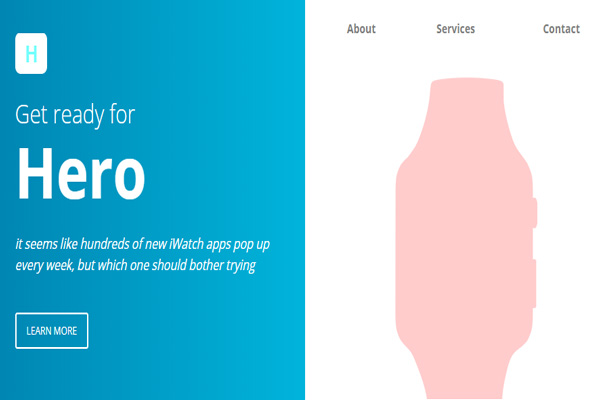 About Services Contact
H
Get ready for
Hero
it seems like hundreds of new iWatch apps pop up
every week, but which one should bother trying
LEARN MORE